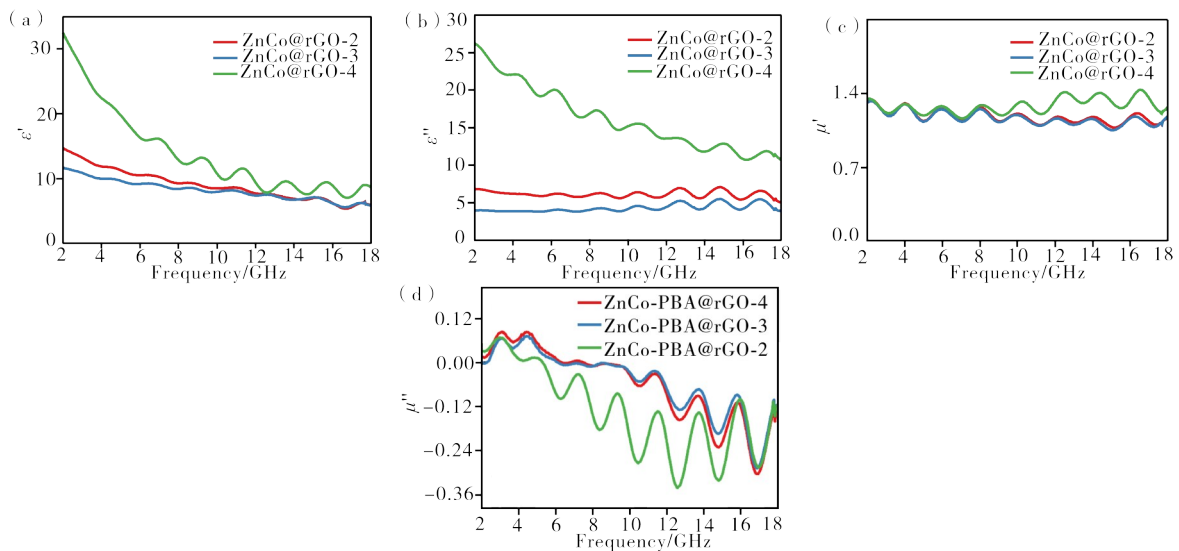 (a)
30
20
10
0
ε'
ZnCo@rGO-2
ZnCo@rGO-3
ZnCo@rGO-4
2 4 6 8 10 12 14 16 18
Frequency/GHz
(b)
30
25
20
15
10
5
0
ε"
ZnCo@rGO-2
ZnCo@rGO-3
ZnCo@rGO-4
2 4 6 8 10 12 14 16 18
Frequency/GHz
(c)
1.4
0.7
0.0
μ'
ZnCo@rGO-2
ZnCo@rGO-3
ZnCo@rGO-4
2 4 6 8 10 12 14 16 18
Frequency/GHz
(d)
0.12
0.00
-0.12
-0.24
-0.36
μ"
ZnCo-PBA@rGO-4
ZnCo-PBA@rGO-3
ZnCo-PBA@rGO-2
2 4 6 8 10 12 14 16 18
Frequency/GHz